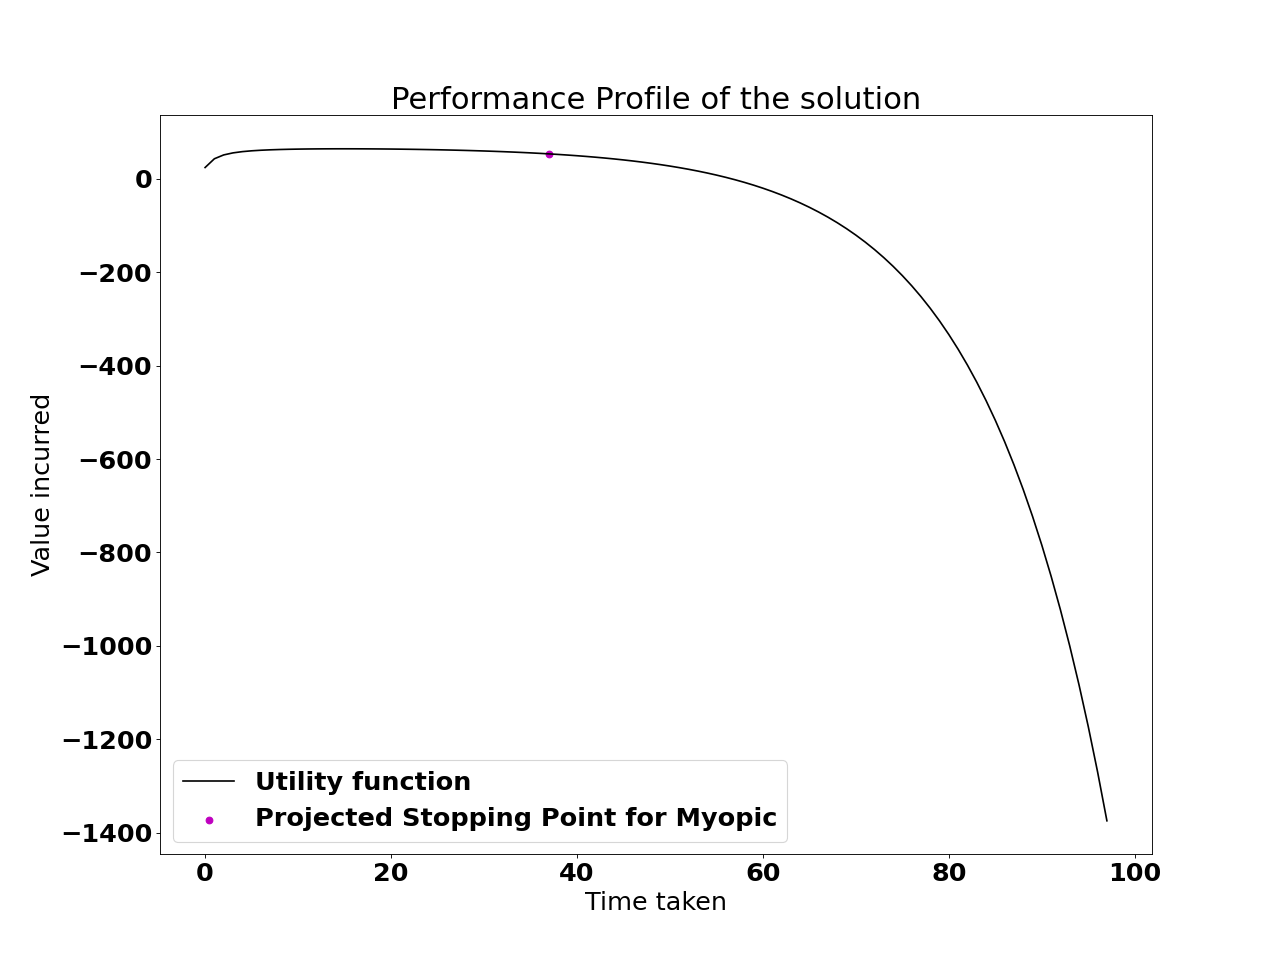 Performance Profile of the solution
Value incurred
0
−200
−400
−600
−800
−1000
−1200
−1400
Utility function
Projected Stopping Point for Myopic
0 20 40 60 80 100
Time taken